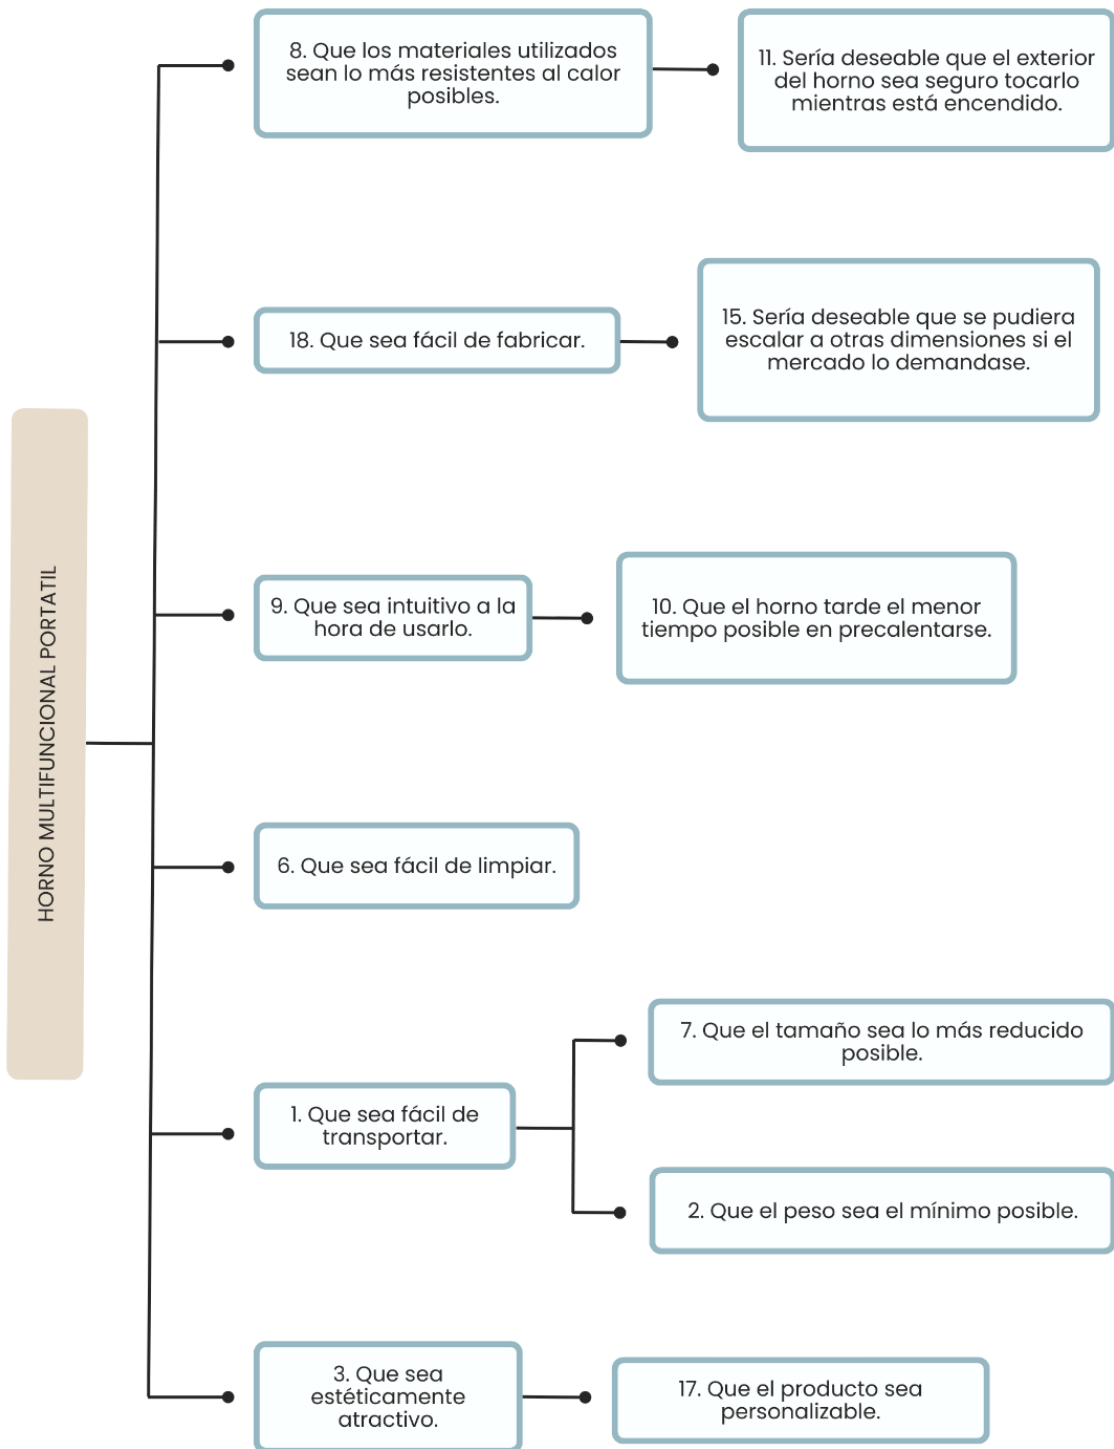 8. Que los materiales utilizados
sean lo más resistentes al calor
posibles.
11. Sería deseable que el exterior
del horno sea seguro tocarlo
mientras está encendido.
18. Que sea fácil de fabricar.
15. Sería deseable que se pudiera
escalar a otras dimensiones si el
mercado lo demandase.
HORNO MULTIFUNCIONAL PORTATIL
9. Que sea intuitivo a la
hora de usarlo.
10. Que el horno tarde el menor
tiempo posible en precalentarse.
6. Que sea fácil de limpiar.
1. Que sea fácil de
transportar.
7. Que el tamaño sea lo más reducido
posible.
2. Que el peso sea el mínimo posible.
3. Que sea
estéticamente
atractivo.
17. Que el producto sea
personalizable.